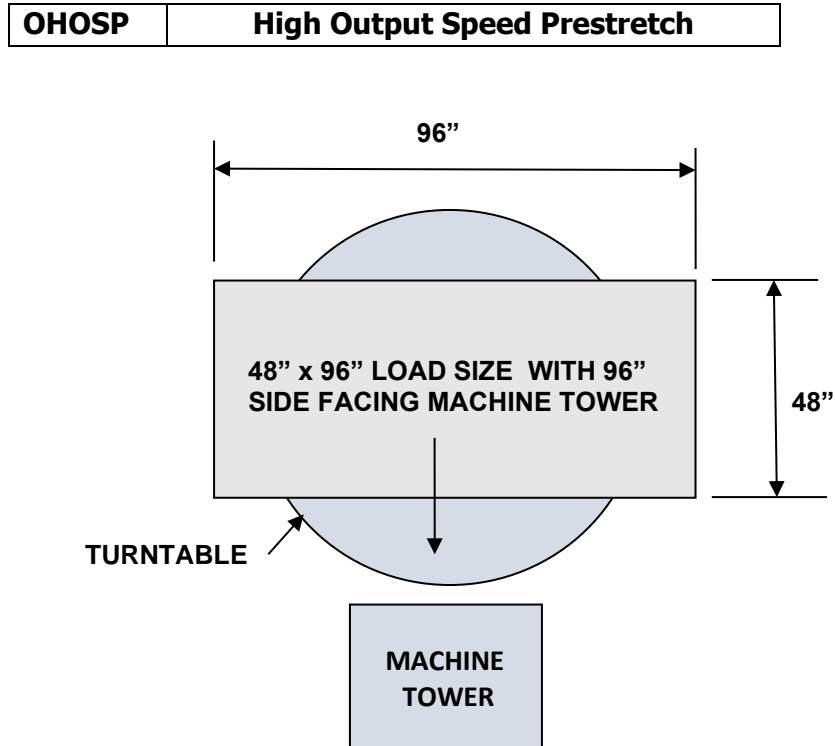 OHOSP High Output Speed Prestretch
96”
48” x 96” LOAD SIZE WITH 96”
SIDE FACING MACHINE TOWER
48”
TURNTABLE
MACHINE
TOWER